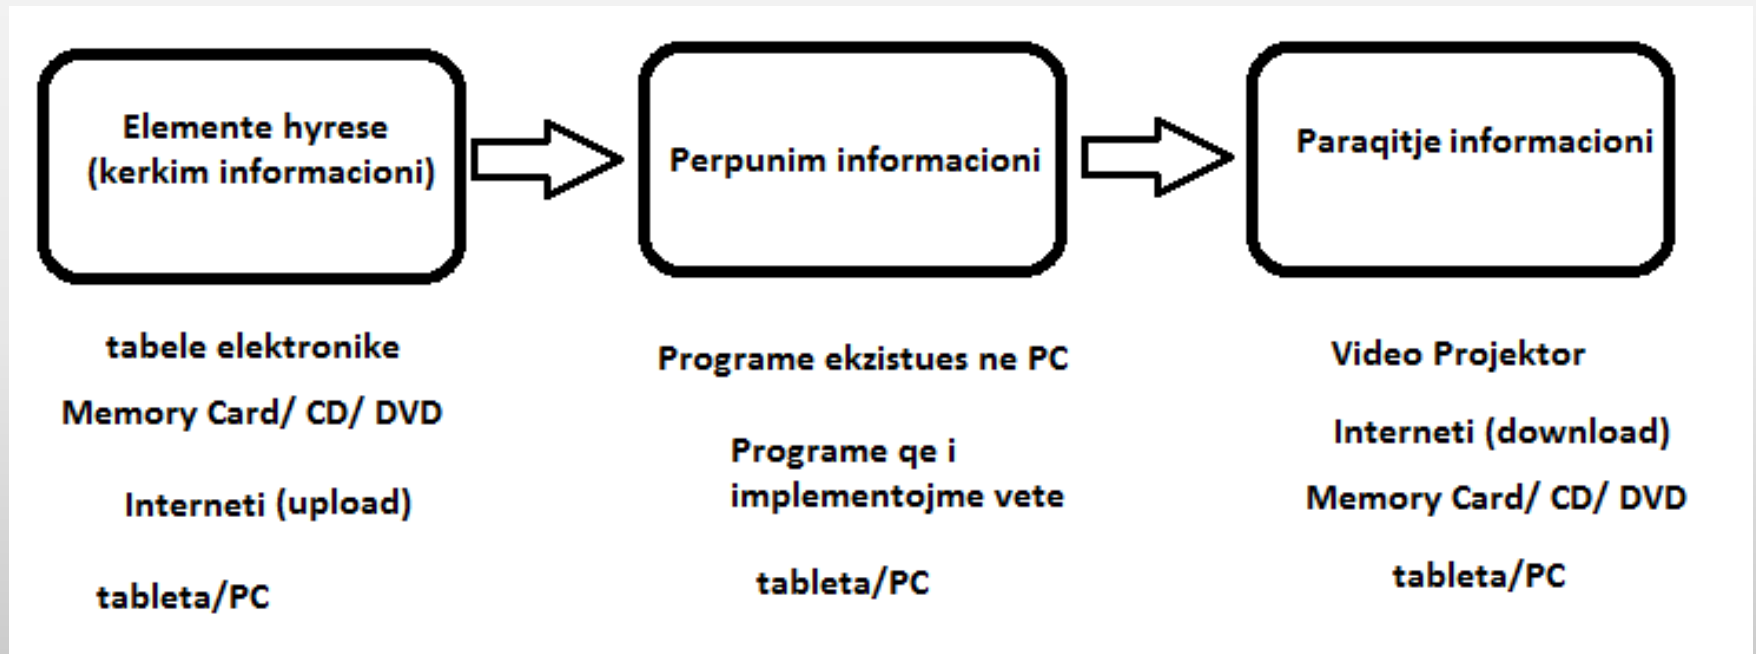 Elemente hyrese
(kerkim informacioni)
tabele elektronike
Memory Card/ CD/ DVD
Interneti (upload)
tableta/PC
Perpunim informacioni
Programe ekzistues ne PC
Programe qe i
implementojme vete
tableta/PC
Paraqitje informacioni
Video Projektor
Interneti (download)
Memory Card/ CD/ DVD
tableta/PC